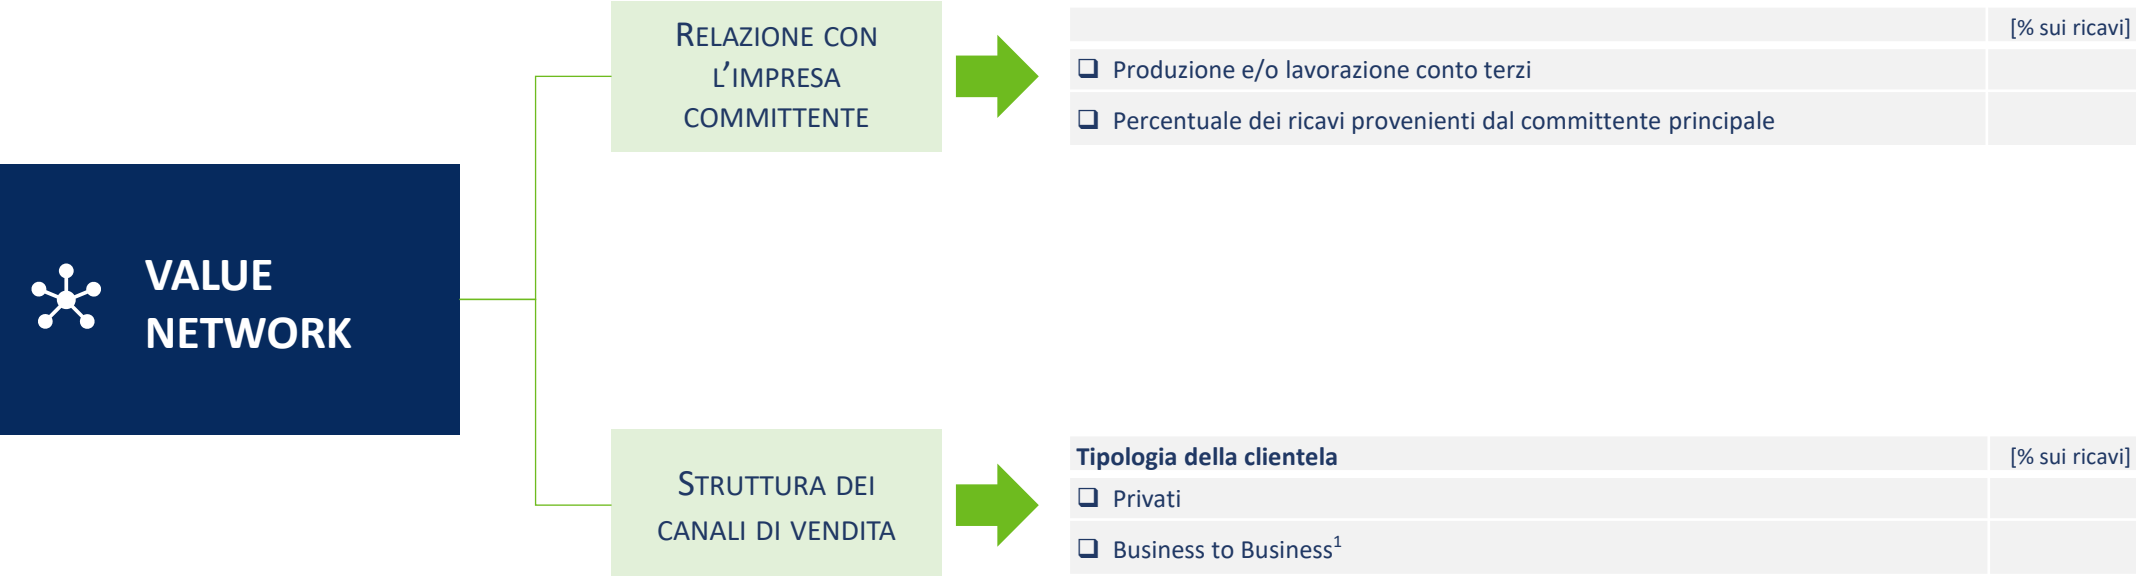 VALUE
NETWORK
RELAZIONE CON
L'IMPRESA
COMMITTENTE
[% sui ricavi]
❑ Produzione e/o lavorazione conto terzi
❑ Percentuale dei ricavi provenienti dal committente principale
STRUTTURA DEI
CANALI DI VENDITA
Tipologia della clientela [% sui ricavi]
❑ Privati
❑ Business to Business¹